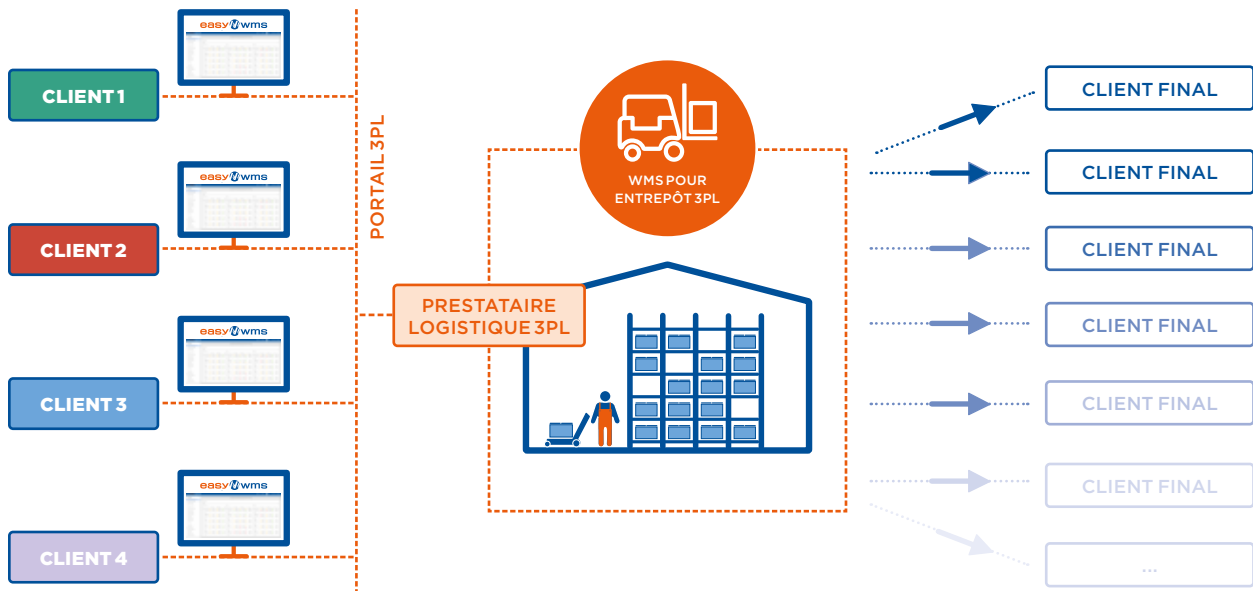 easy wms
CLIENT 1
easy wms
CLIENT 2
easy wms
CLIENT 3
easy wms
CLIENT 4
PORTAIL 3PL
PRESTATAIRE
LOGISTIQUE 3PL
WMS POUR
ENTREPÔT 3PL
CLIENT FINAL
CLIENT FINAL
CLIENT FINAL
CLIENT FINAL
CLIENT FINAL
CLIENT FINAL
...